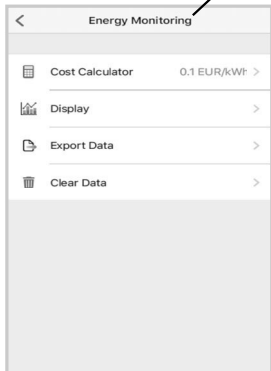 Energy Monitoring
Cost Calculator 0.1 EUR/kWh
Display
Export Data
Clear Data